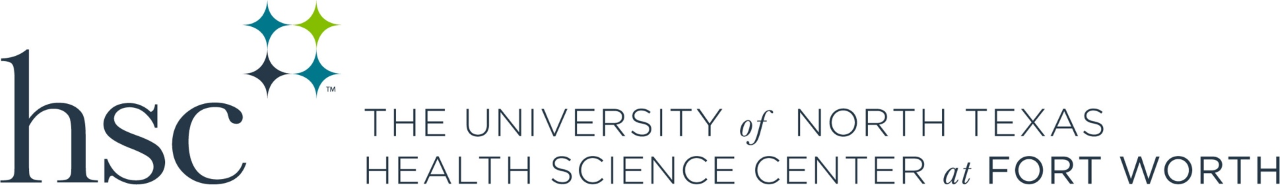 hsc™
THE UNIVERSITY of NORTH TEXAS
HEALTH SCIENCE CENTER at FORT WORTH